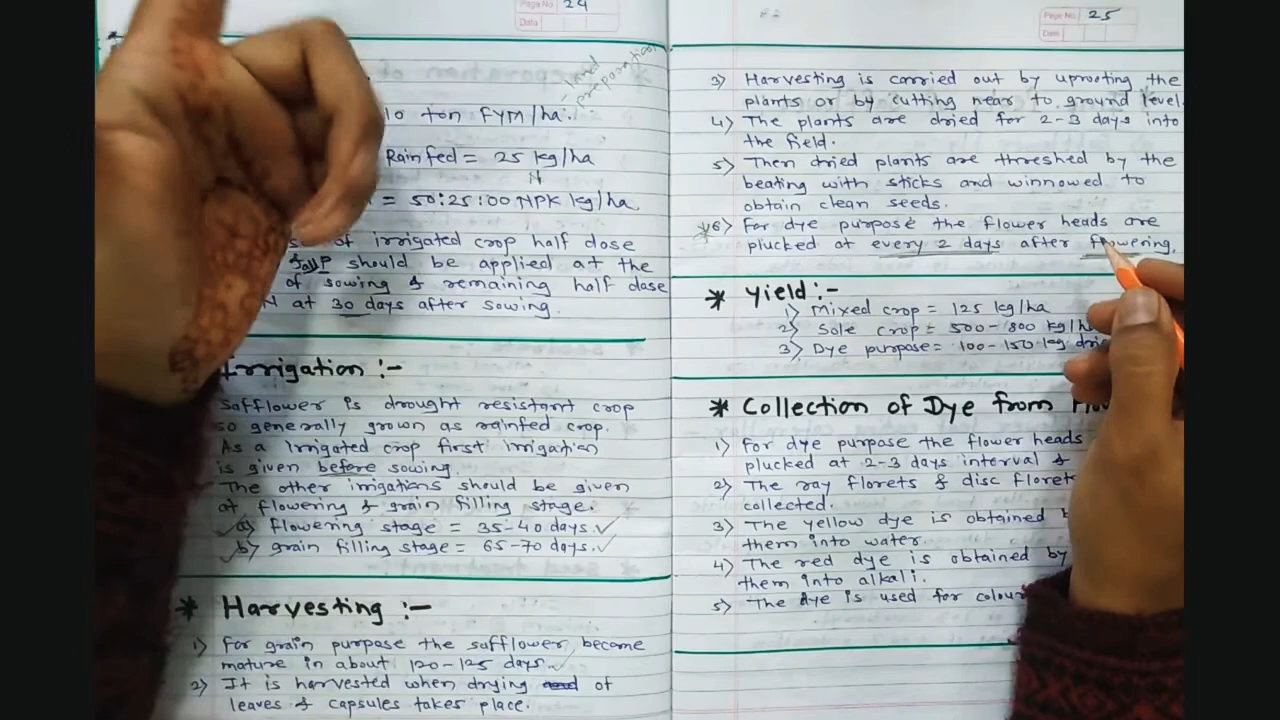 Page No. 24
Date
land
preparation
10 ton FYM/ha.
Rainfed = 25 kg/ha
N
= 50:25:00 NPK kg/ha.
of irrigated crop half dose
P should be applied at the
of sowing & remaining half dose
N at 30 days after sowing.
Irrigation :-
Safflower is drought resistant crop
so generally grown as rainfed crop.
As a irrigated crop first irrigation
is given before sowing
The other irrigations should be given
at flowering & grain filling stage.
a) flowering stage = 35-40 days.
b) grain filling stage = 65-70 days.
* Harvesting :-
1) For grain purpose the safflower become
mature in about 120-125 days.
2) It is harvested when drying of
leaves & capsules takes place.
Page No. 25
Date
3) Harvesting is carried out by uprooting the
plants or by cutting near to ground level.
4) The plants are dried for 2-3 days into
the field.
5) Then dried plants are threshed by the
beating with sticks and winnowed to
obtain clean seeds.
6) For dye purpose the flower heads are
plucked at every 2 days after flowering.
* Yield :-
1) Mixed crop = 125 kg/ha
2) Sole crop = 500-800 kg/h
3) Dye purpose = 100-150 kg
* Collection of Dye from
1) For dye purpase the flower heads
plucked at 2-3 days interval &
2) The ray florets & disc floret
collected.
3) The yellow dye is obtained
them into water.
4) The red dye is obtained by
them into alkali.
5) The dye is used for colour